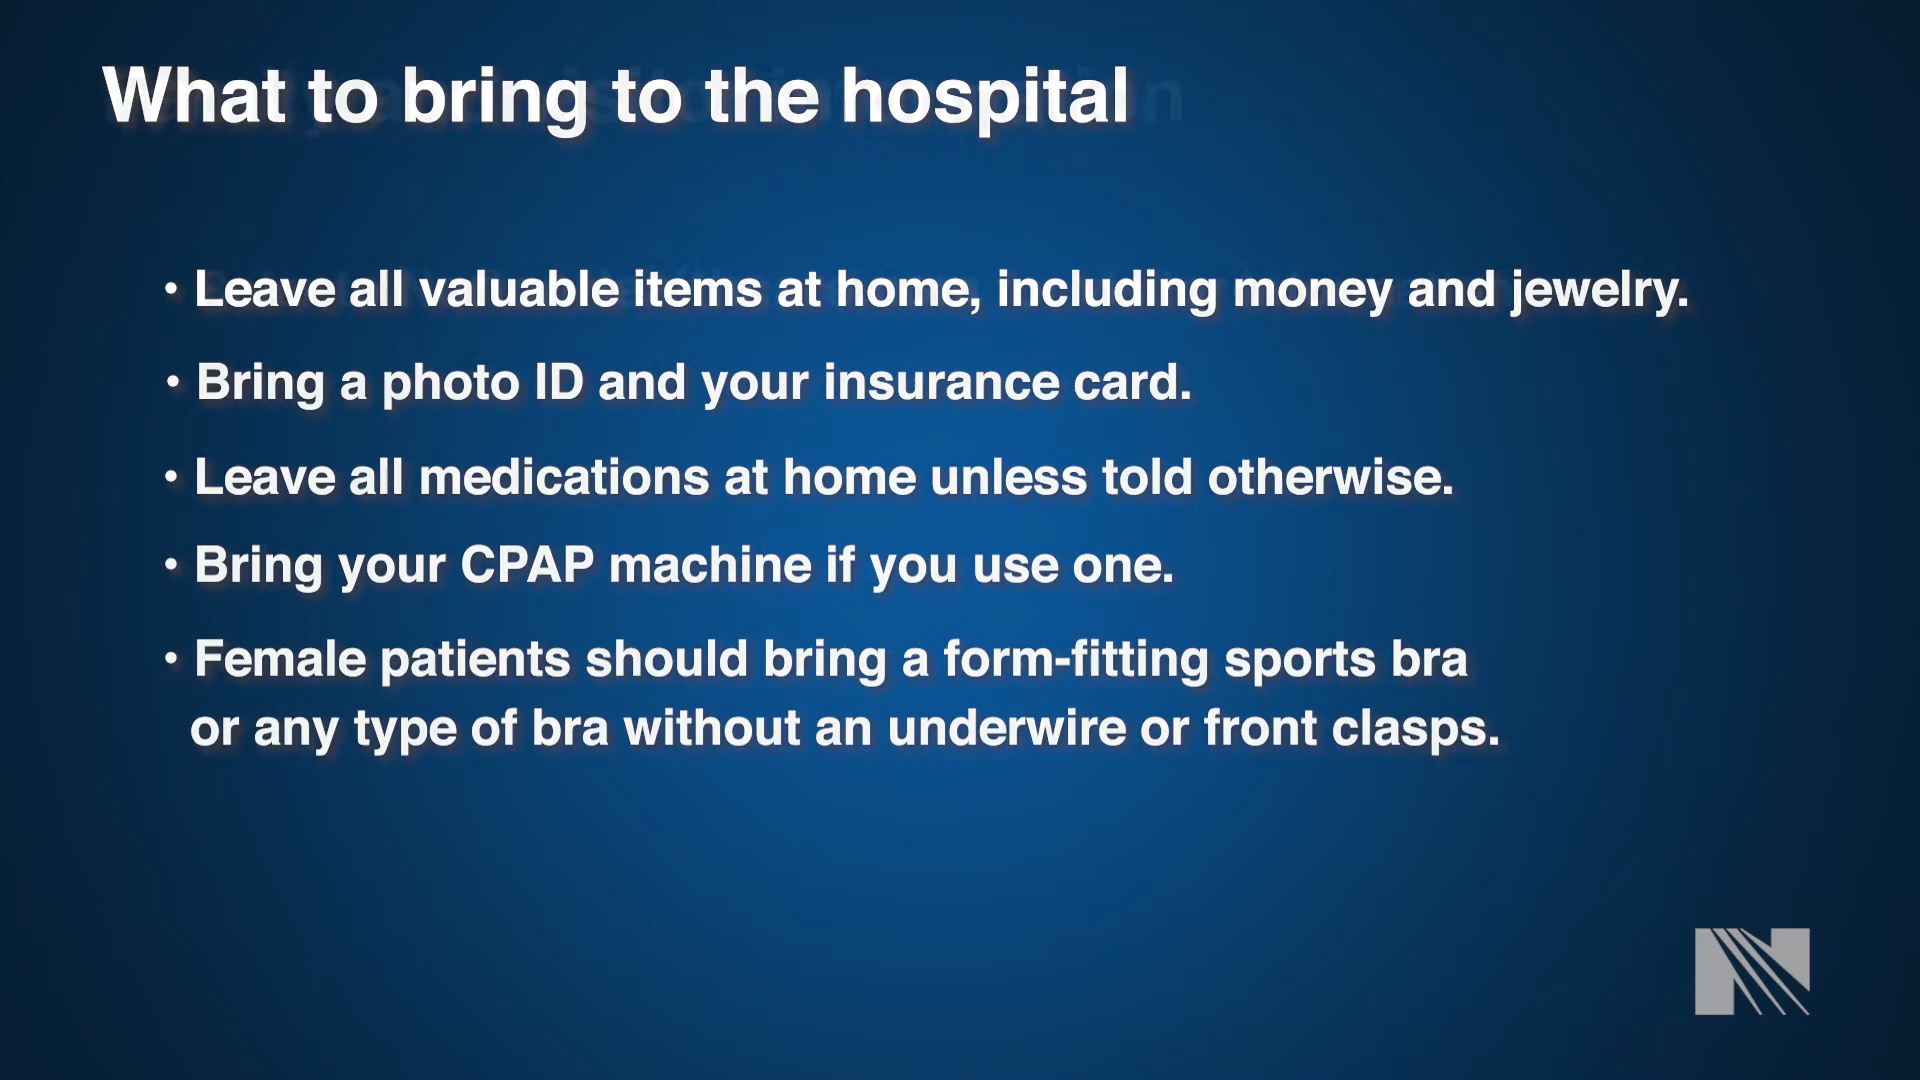 What to bring to the hospital
• Leave all valuable items at home, including money and jewelry.
• Bring a photo ID and your insurance card.
• Leave all medications at home unless told otherwise.
• Bring your CPAP machine if you use one.
• Female patients should bring a form-fitting sports bra
or any type of bra without an underwire or front clasps.
N